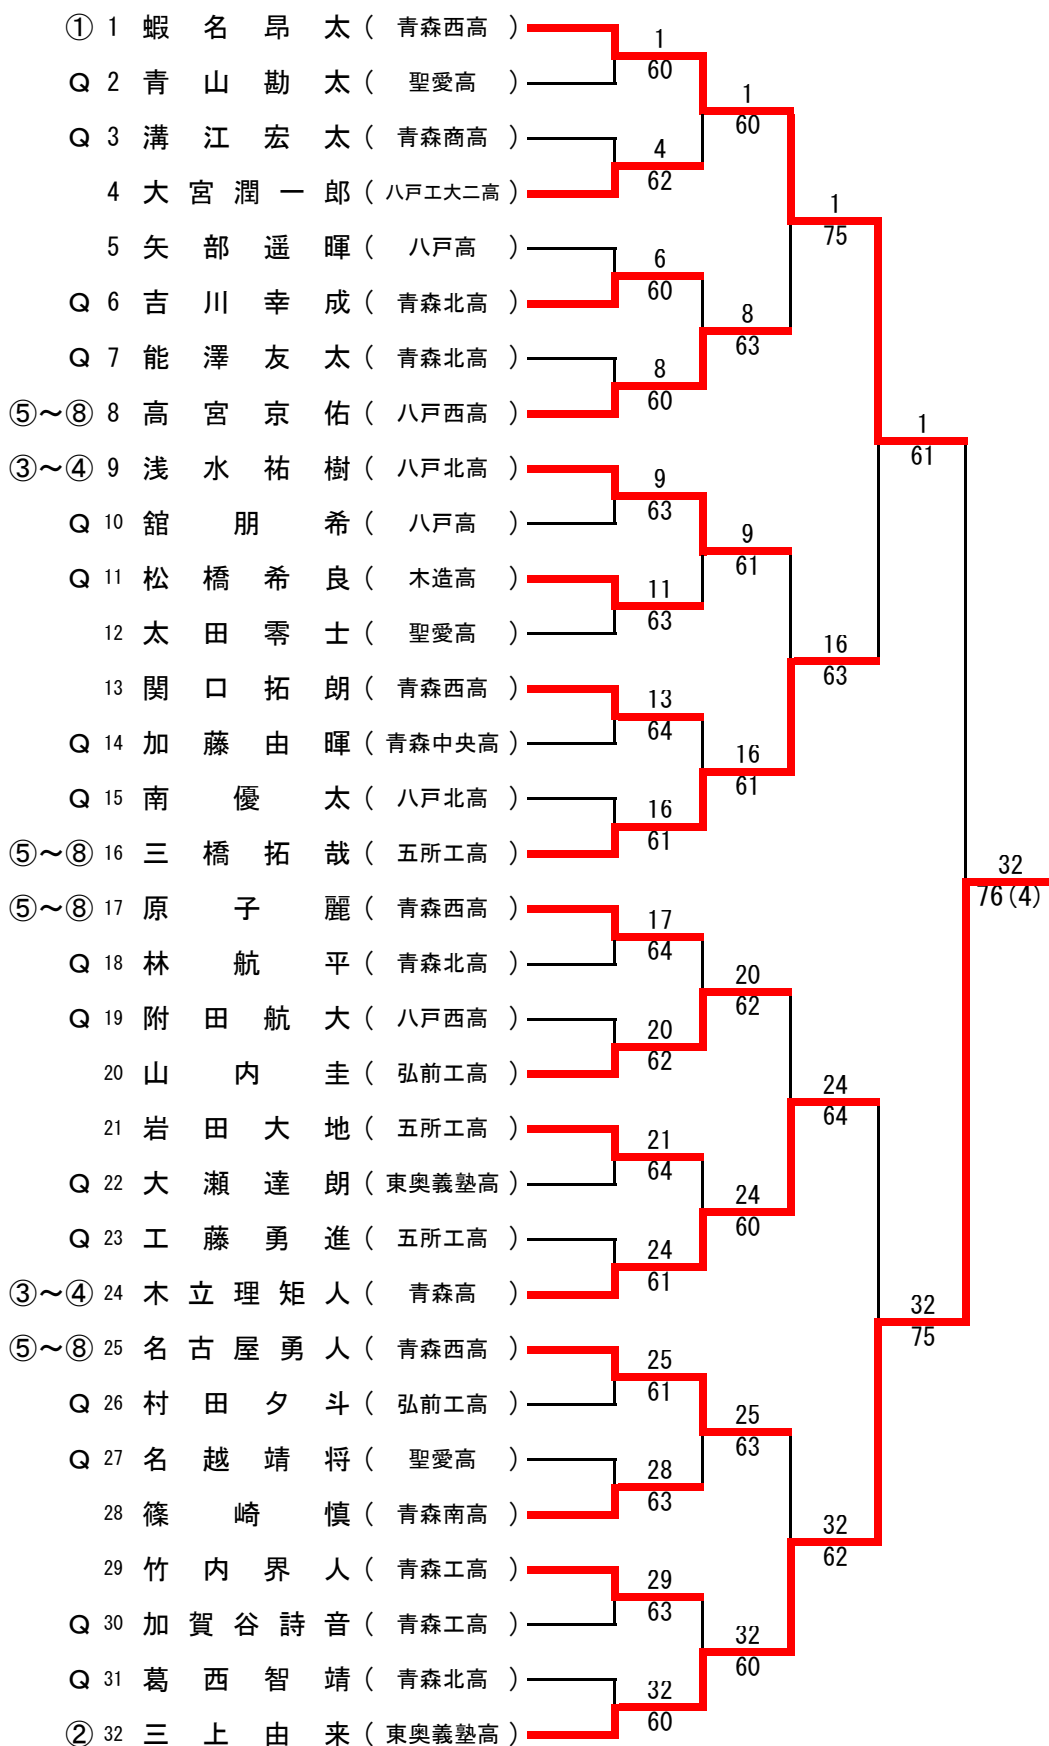 ① 1 蝦名昂太 ( 青森西高 )
1
60
Q 2 青山勘太 ( 聖愛高 )
1
60
Q 3 溝江宏太 ( 青森商高 )
4
62
4 大宮潤一郎 ( 八戸工大二高 )
1
75
5 矢部遥暉 ( 八戸高 )
6
60
Q 6 吉川幸成 ( 青森北高 )
8
63
Q 7 能澤友太 ( 青森北高 )
8
60
⑤～⑧ 8 高宮京佑 ( 八戸西高 )
1
61
③～④ 9 浅水祐樹 ( 八戸北高 )
9
63
Q 10 舘朋希 ( 八戸高 )
9
61
Q 11 松橋希良 ( 木造高 )
11
63
12 太田零士 ( 聖愛高 )
16
63
13 関口拓朗 ( 青森西高 )
13
64
Q 14 加藤由暉 ( 青森中央高 )
16
61
Q 15 南優太 ( 八戸北高 )
16
61
⑤～⑧ 16 三橋拓哉 ( 五所工高 )
32
76(4)
⑤～⑧ 17 原子麗 ( 青森西高 )
17
64
Q 18 林航平 ( 青森北高 )
20
62
Q 19 附田航大 ( 八戸西高 )
20
62
20 山内圭 ( 弘前工高 )
24
64
21 岩田大地 ( 五所工高 )
21
64
Q 22 大瀬達朗 ( 東奥義塾高 )
24
60
Q 23 工藤勇進 ( 五所工高 )
24
61
③～④ 24 木立理矩人 ( 青森高 )
32
75
⑤～⑧ 25 名古屋勇人 ( 青森西高 )
25
61
Q 26 村田夕斗 ( 弘前工高 )
25
63
Q 27 名越靖将 ( 聖愛高 )
28
63
28 篠崎慎 ( 青森南高 )
32
62
29 竹内界人 ( 青森工高 )
29
63
Q 30 加賀谷詩音 ( 青森工高 )
32
60
Q 31 葛西智靖 ( 青森北高 )
32
60
② 32 三上由来 ( 東奥義塾高 )